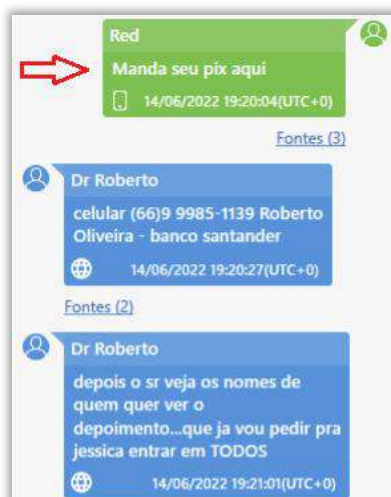 Red
Manda seu pix aqui
14/06/2022 19:20:04(UTC+0)
Fontes (3)
Dr Roberto
celular (66)9 9985-1139 Roberto
Oliveira - banco santander
14/06/2022 19:20:27(UTC+0)
Fontes (2)
Dr Roberto
depois o sr veja os nomes de
quem quer ver o
depoimento...que ja vou pedir pra
jessica entrar em TODOS
14/06/2022 19:21:01(UTC+0)